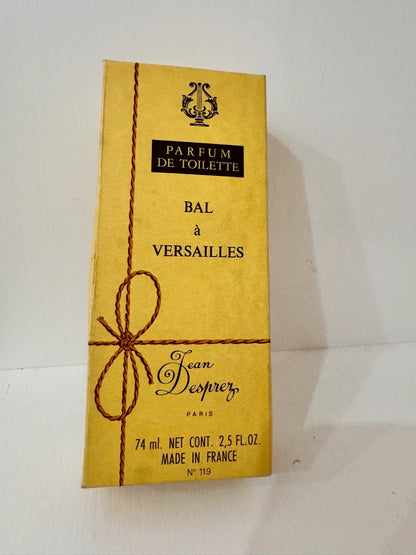 PARFUM
DE TOILETTE
BAL
à
VERSAILLES
Jean
Desprez
PARIS
74 ml. NET CONT. 2,5 FL.OZ.
MADE IN FRANCE
N° 119